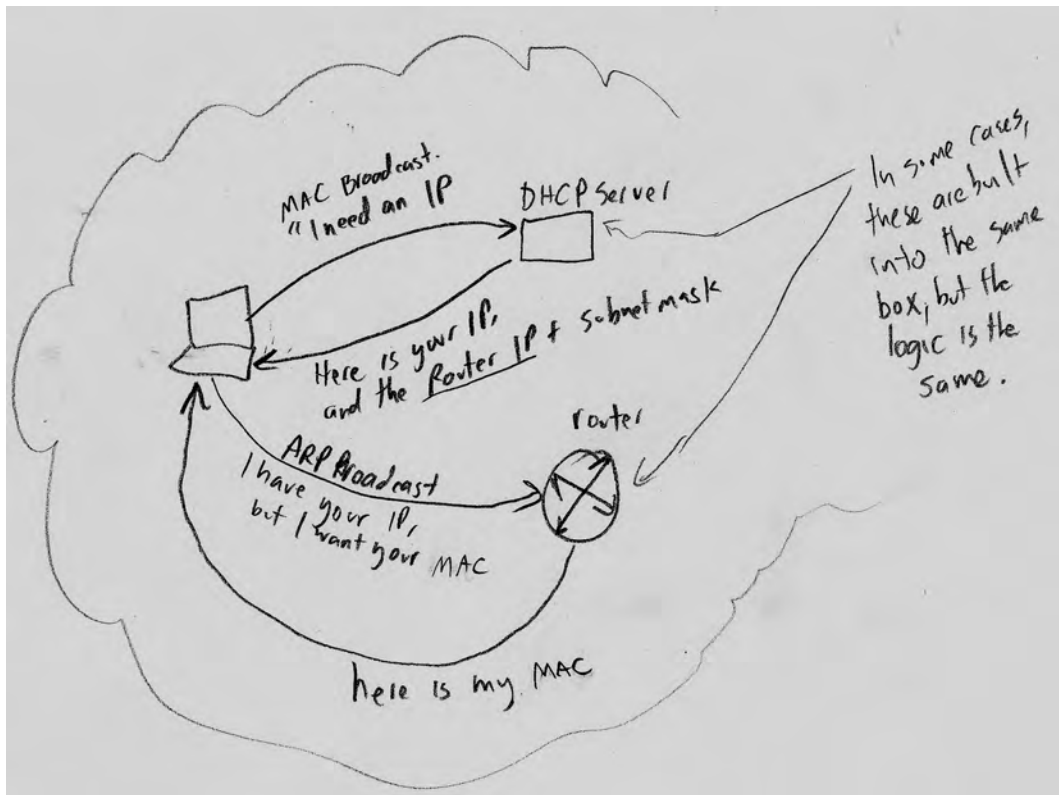 MAC Broadcast.
"I need an IP
DHCP Server
Here is your IP,
and the Router IP + subnet mask
router
ARP Broadcast
I have your IP,
but I want your MAC
here is my MAC
In some cases,
these are built
into the same
box, but the
logic is the
same.